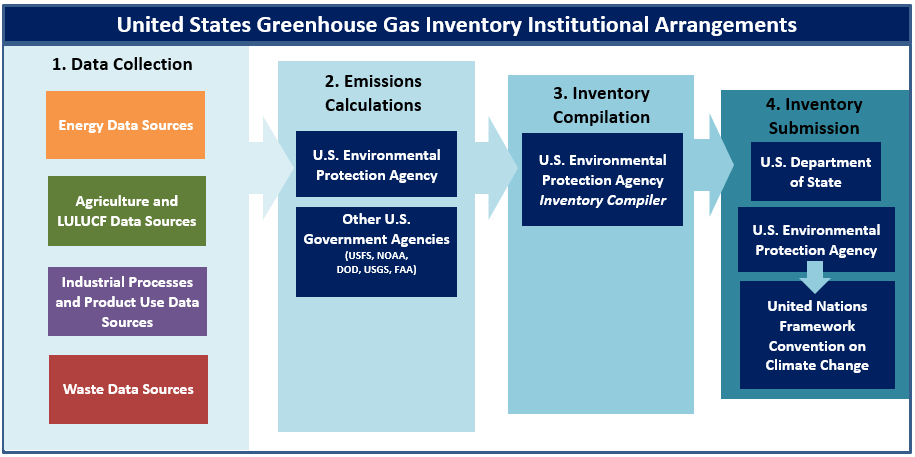 United States Greenhouse Gas Inventory Institutional Arrangements
1. Data Collection
Energy Data Sources
Agriculture and
LULUCF Data Sources
Industrial Processes
and Product Use Data
Sources
Waste Data Sources
2. Emissions
Calculations
U.S. Environmental
Protection Agency
Other U.S.
Government Agencies
(USFS, NOAA,
DOD, USGS, FAA)
3. Inventory
Compilation
U.S. Environmental
Protection Agency
Inventory Compiler
4. Inventory
Submission
U.S. Department
of State
U.S. Environmental
Protection Agency
United Nations
Framework
Convention on
Climate Change